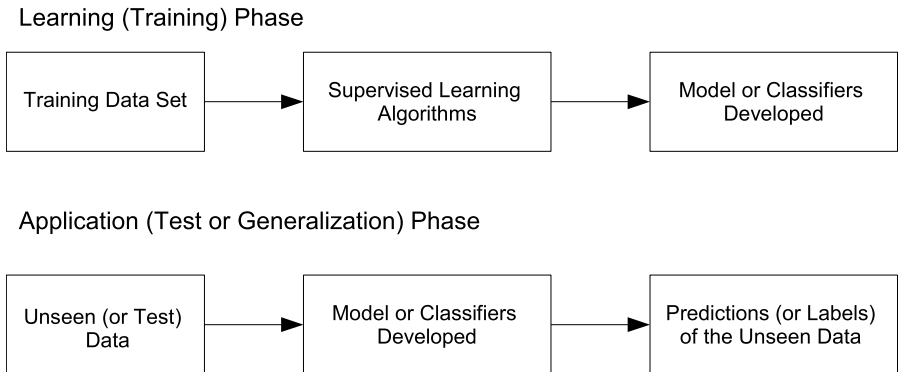 Learning (Training) Phase
Training Data Set
Supervised Learning
Algorithms
Model or Classifiers
Developed
Application (Test or Generalization) Phase
Unseen (or Test)
Data
Model or Classifiers
Developed
Predictions (or Labels)
of the Unseen Data